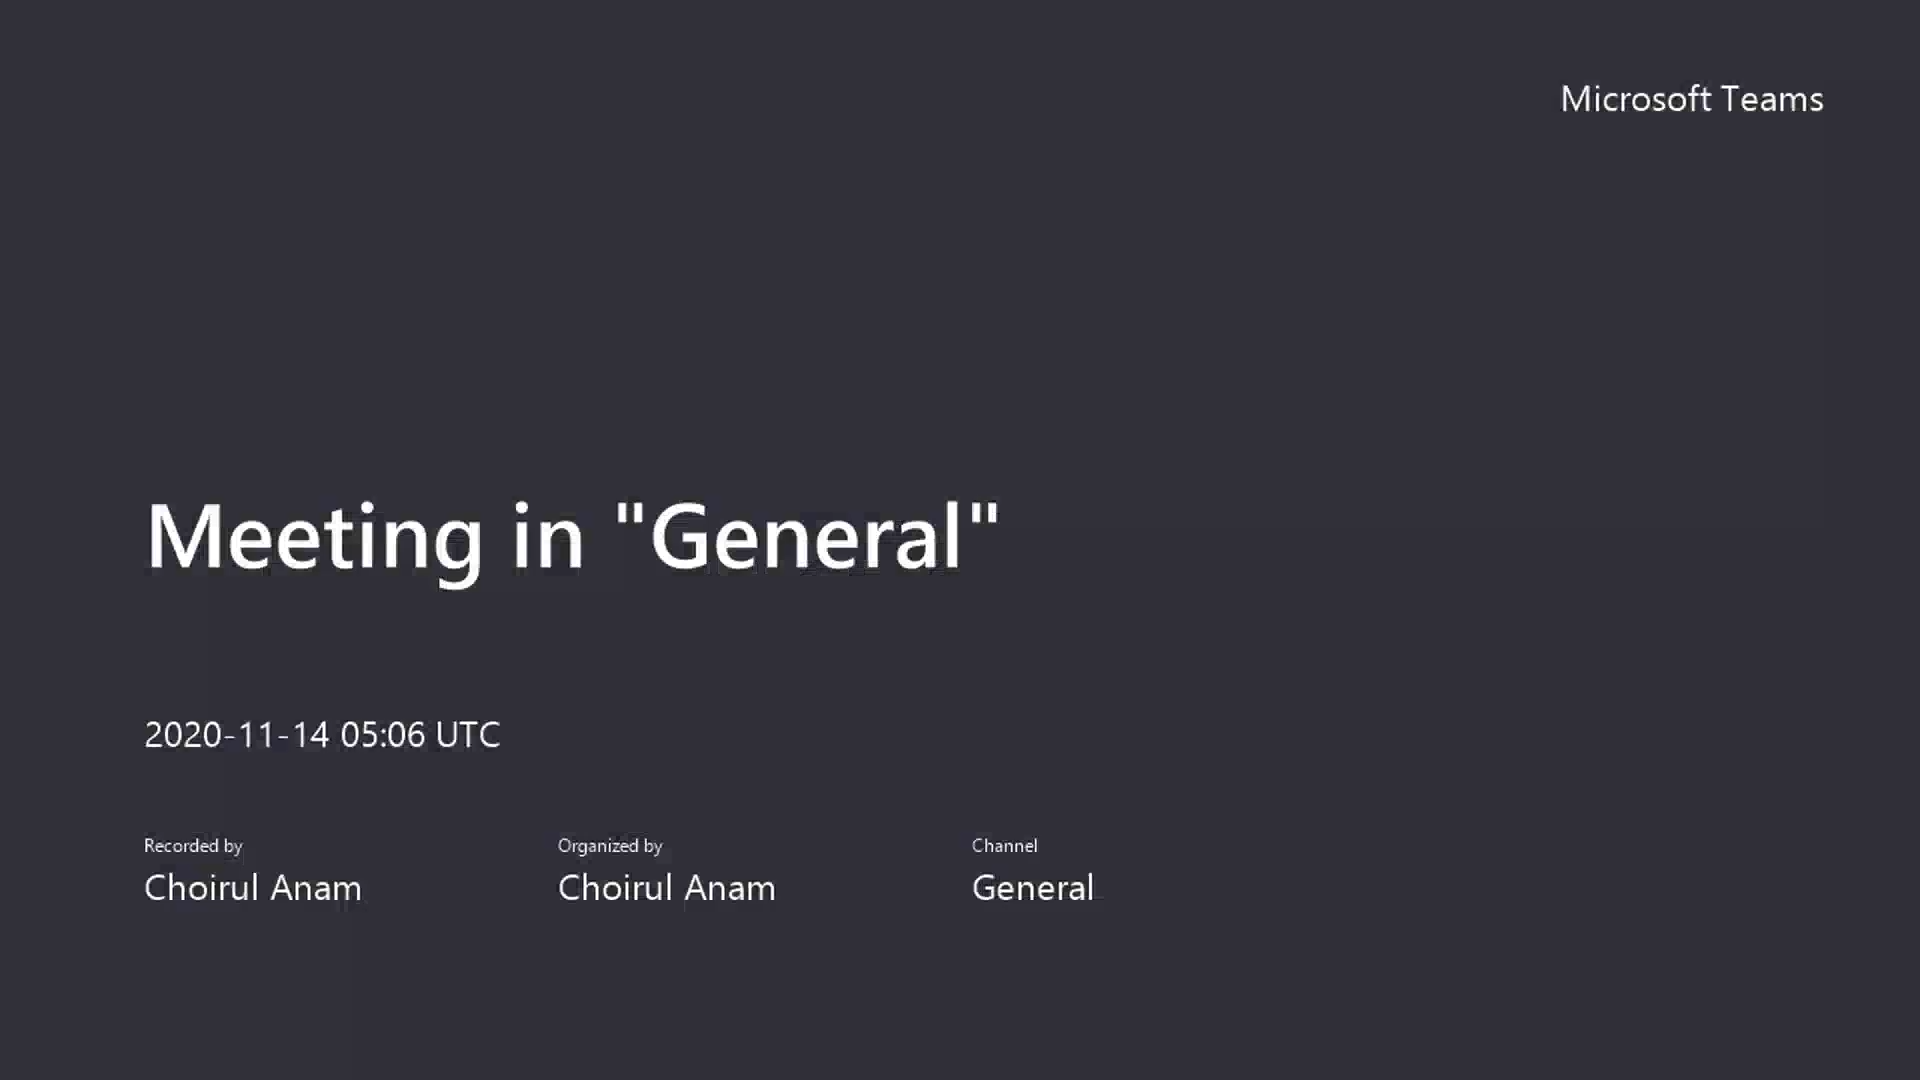 Microsoft Teams
Meeting in "General"
2020-11-14 05:06 UTC
Recorded by
Choirul Anam
Organized by
Choirul Anam
Channel
General